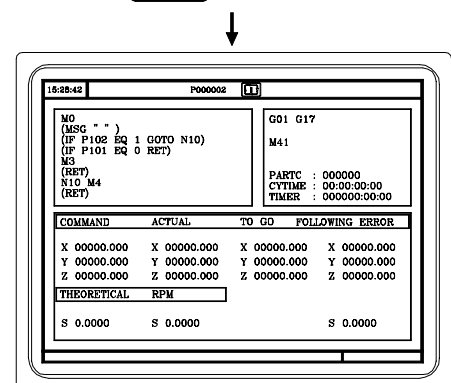 15:28:42 P000002
M0
(MSG " " )
(IF P102 EQ 1 GOTO N10)
(IF P101 EQ 0 RET)
M3
(RET)
N10 M4
(RET)
G01 G17
M41
PARTC : 000000
CYTIME : 00:00:00:00
TIMER : 000000:00:00
COMMAND ACTUAL TO GO FOLLOWING ERROR
X 00000.000 X 00000.000 X 00000.000 X 00000.000
Y 00000.000 Y 00000.000 Y 00000.000 Y 00000.000
Z 00000.000 Z 00000.000 Z 00000.000 Z 00000.000
THEORETICAL RPM
S 0.0000 S 0.0000 S 0.0000